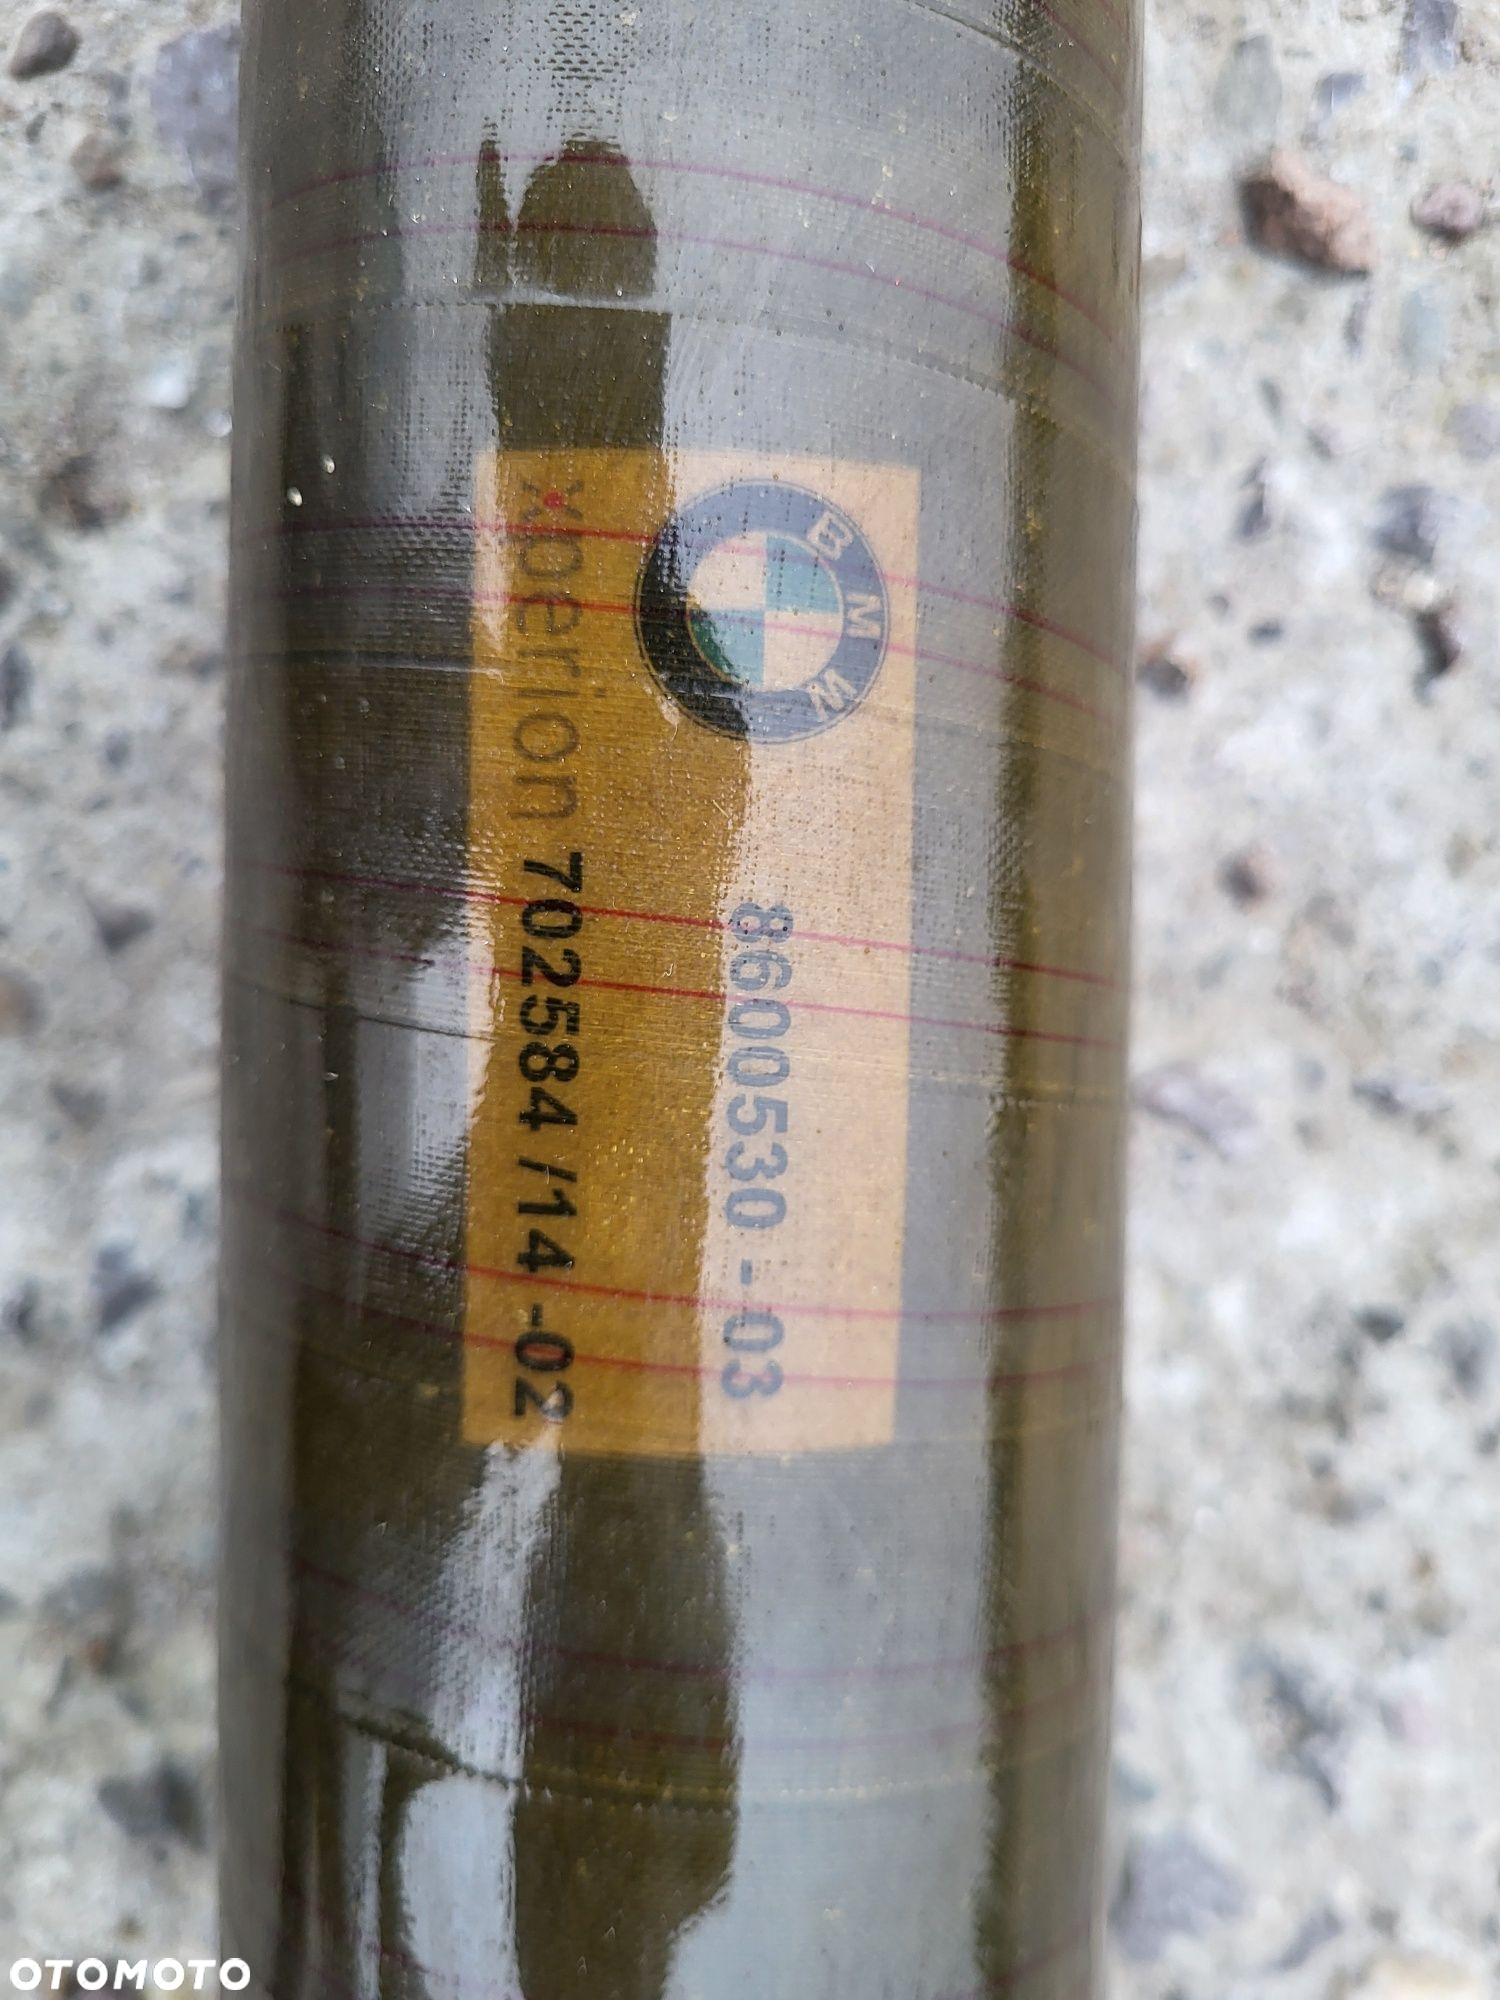 BMW
8600530 - 03
xperion 702584 /14 -02
OTOMOTO